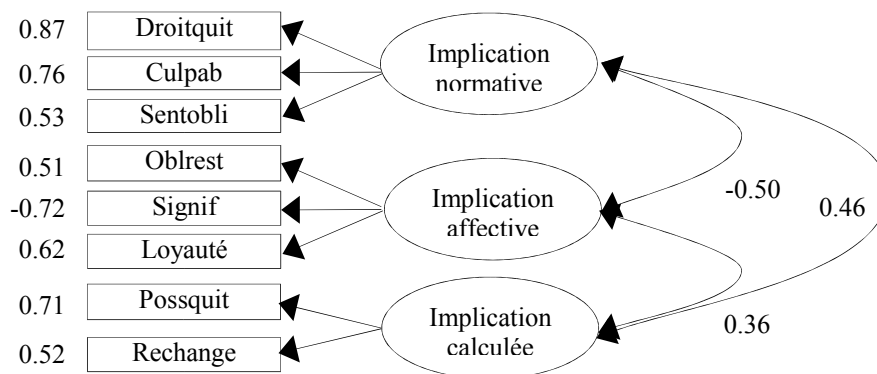 0.87 Droitquit
0.76 Culpab
0.53 Sentobli
Implication
normative
0.51 Oblrest
-0.72 Signif
0.62 Loyauté
Implication
affective
0.71 Possquit
0.52 Rechange
Implication
calculée
-0.50
0.46
0.36